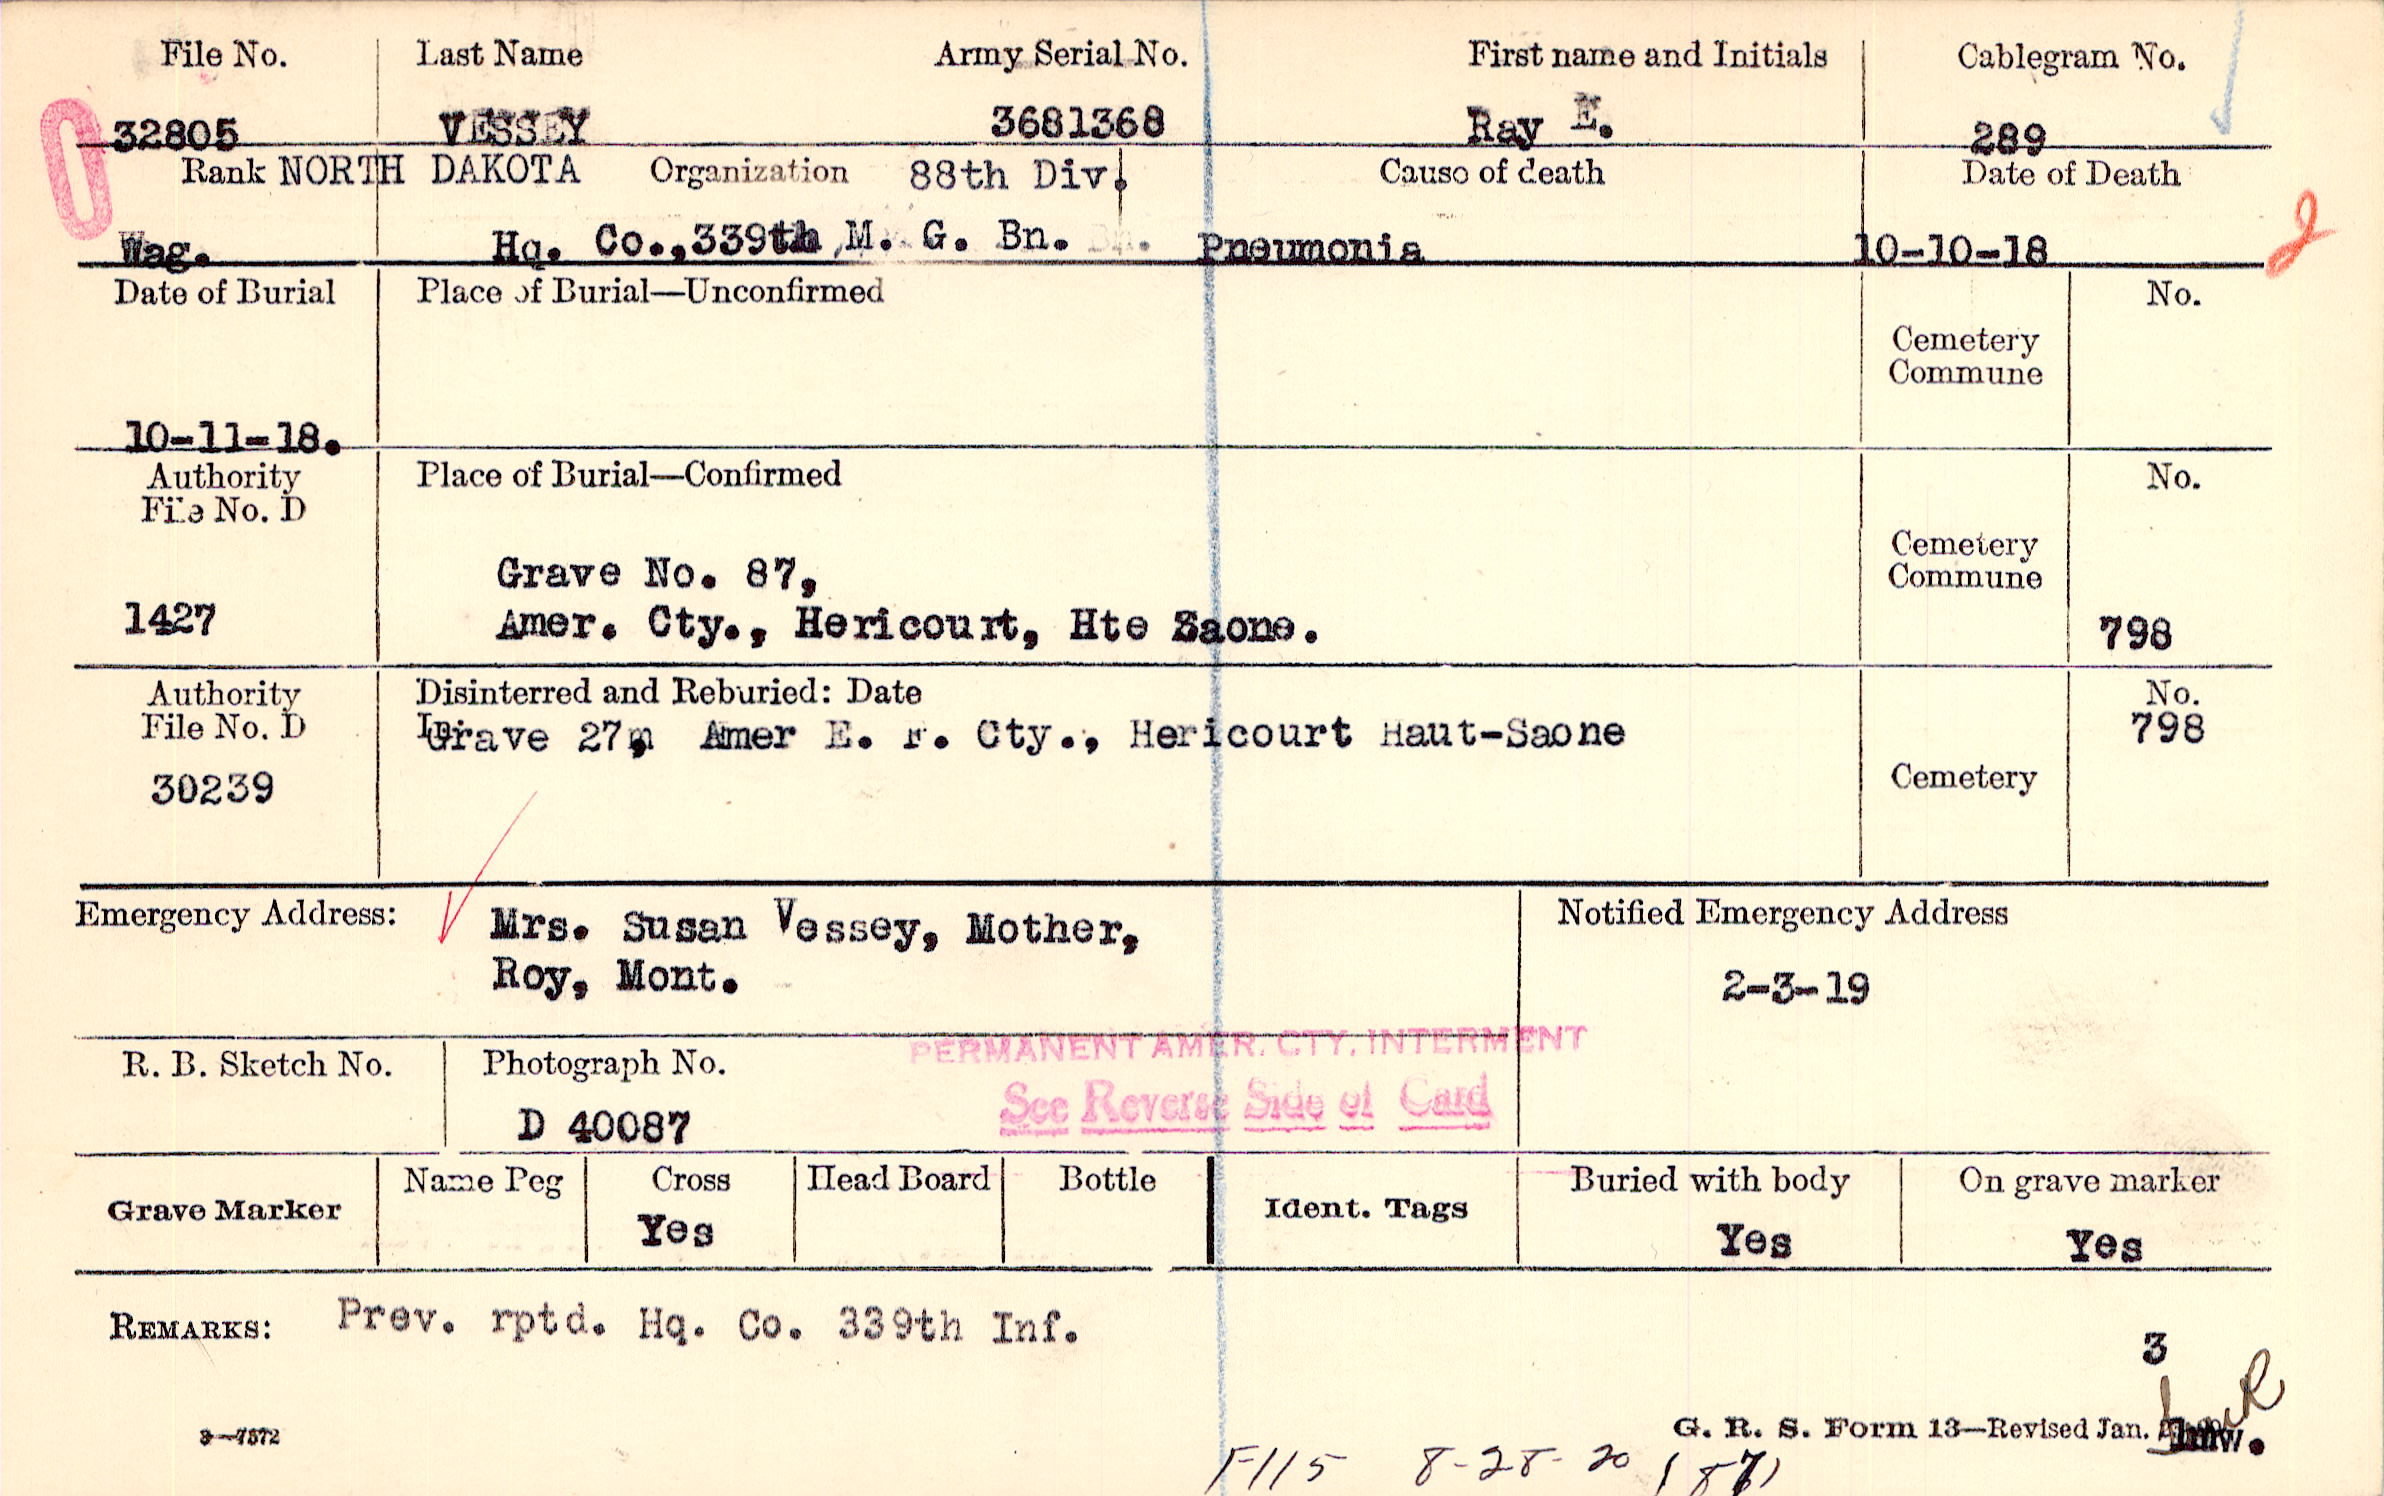 File No. Last Name Army Serial No. First name and Initials Cablegram No.
32805 VESSEY 3681368 Ray E. 289
Rank NORTH DAKOTA Organization 88th Div. Cause of death Date of Death
Wag. Hq. Co., 339th M. G. Bn. Pneumonia 10-10-18
Date of Burial Place of Burial—Unconfirmed No.
Cemetery
Commune
10-11-18.
Authority Place of Burial—Confirmed No.
File No. D
Cemetery
Grave No. 87, Commune
1427 Amer. Cty., Hericourt, Hte Saone. 798
Authority Disinterred and Reburied: Date No.
File No. D Grave 27, Amer E. F. Cty., Hericourt Haut-Saone 798
30239 Cemetery
Emergency Address: Mrs. Susan Vessey, Mother, Notified Emergency Address
Roy, Mont. 2-3-19
PERMANENT AMER. CTY. INTERMENT
R. B. Sketch No. Photograph No.
See Reverse Side of Card
D 40087
Grave Marker Name Peg Cross Head Board Bottle Ident. Tags Buried with body On grave marker
Yes Yes Yes
REMARKS: Prev. rptd. Hq. Co. 339th Inf.
3
3—7572 G. R. S. Form 13—Revised Jan.
F115 8-28-20 (87)